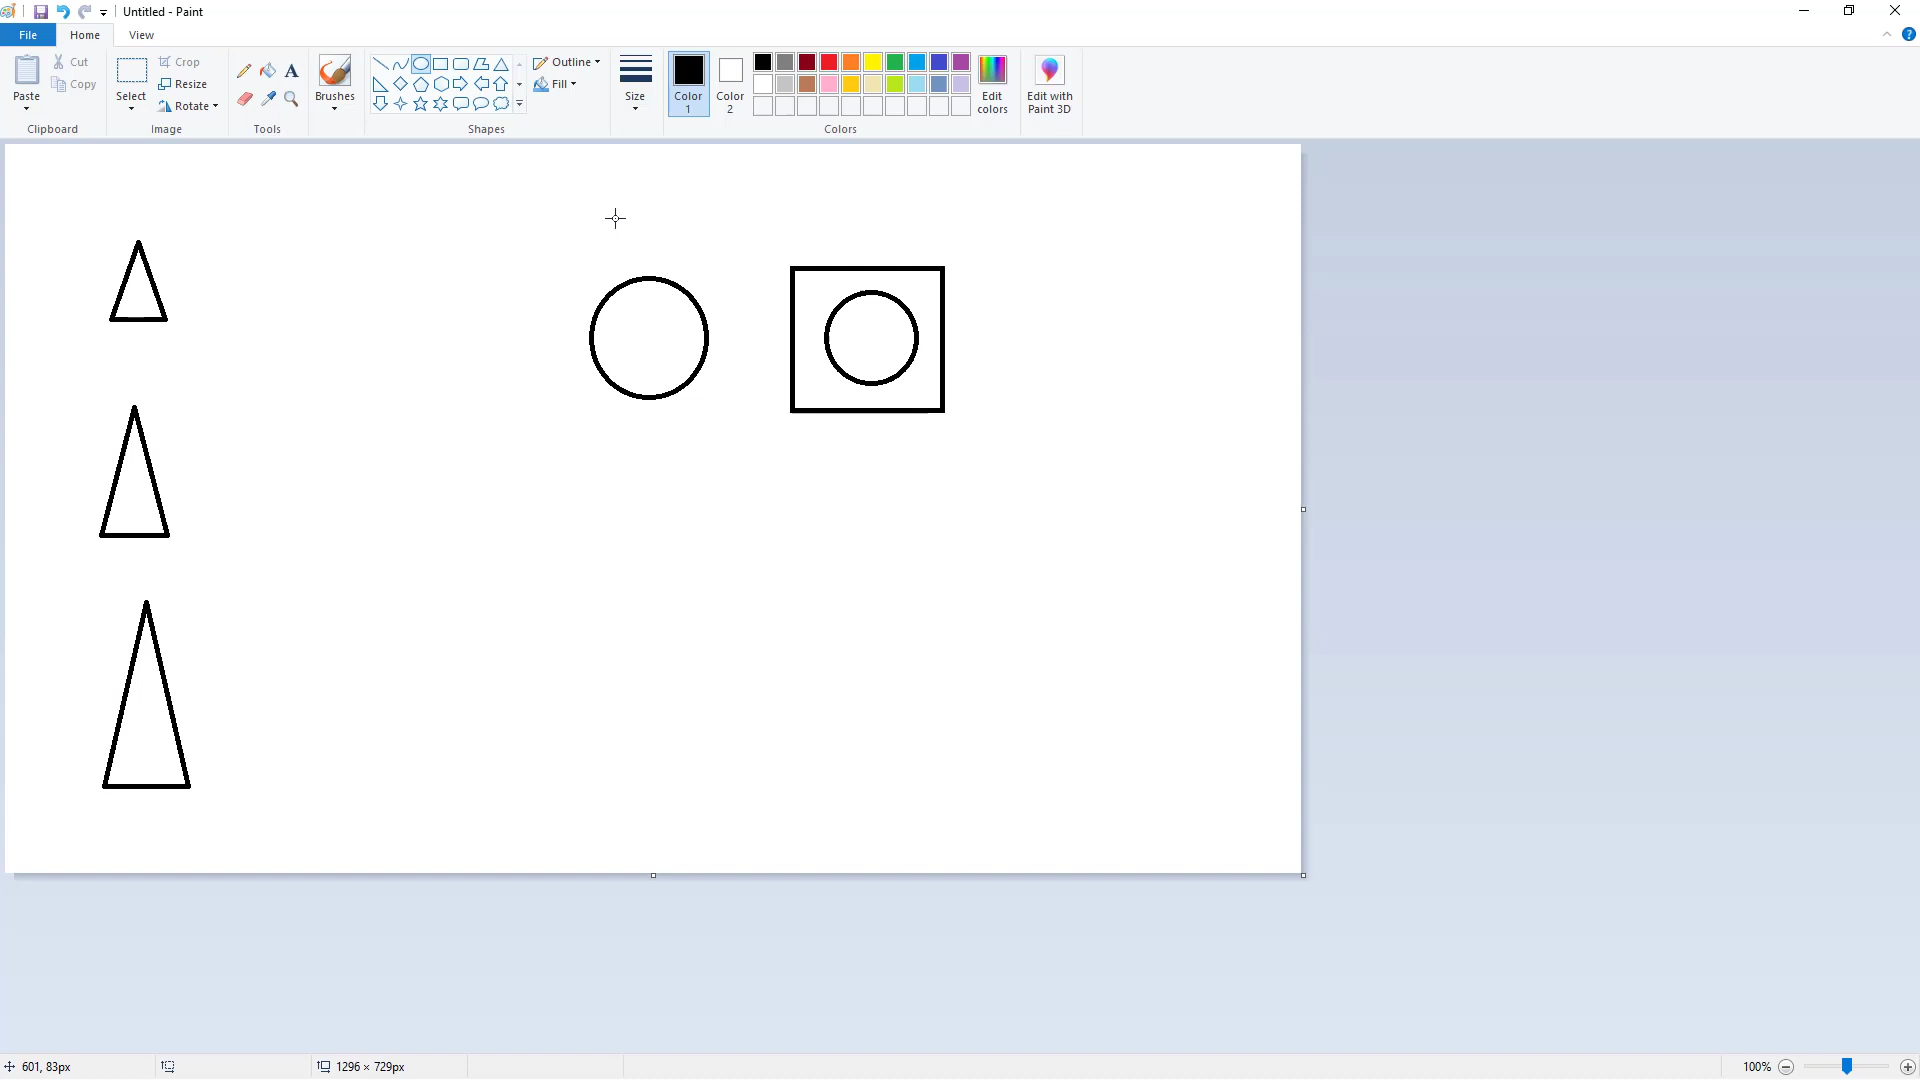 Untitled - Paint
File Home View
Paste
Cut
Copy
Clipboard
Select
Crop
Resize
Rotate
Image
A
Tools
Brushes
Outline
Fill
Shapes
Size
Color 1
Color 2
Edit colors
Colors
Edit with Paint 3D
601, 83px
1296 × 729px
100%